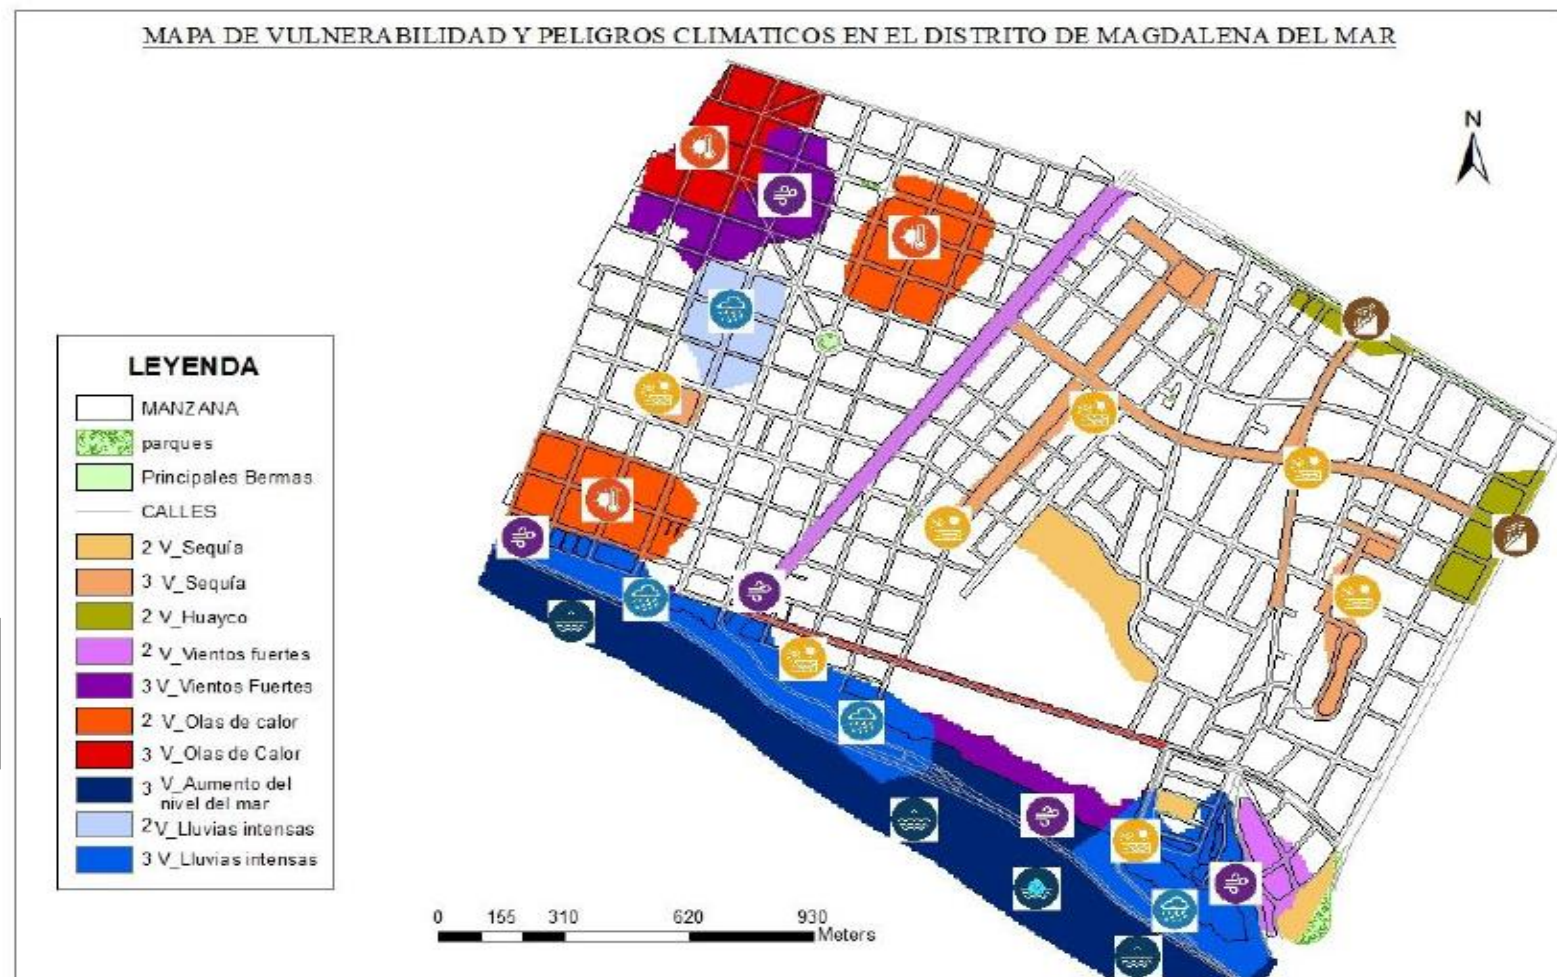 MAPA DE VULNERABILIDAD Y PELIGROS CLIMATICOS EN EL DISTRITO DE MAGDALENA DEL MAR
N
LEYENDA
MANZANA
parques
Principales Bermas
CALLES
2 V_Sequía
3 V_Sequía
2 V_Huayco
2 V_Vientos fuertes
3 V_Vientos Fuertes
2 V_Olas de calor
3 V_Olas de Calor
3 V_Aumento del
nivel del mar
2 V_Lluvias intensas
3 V_Lluvias intensas
0 155 310 620 930
Meters